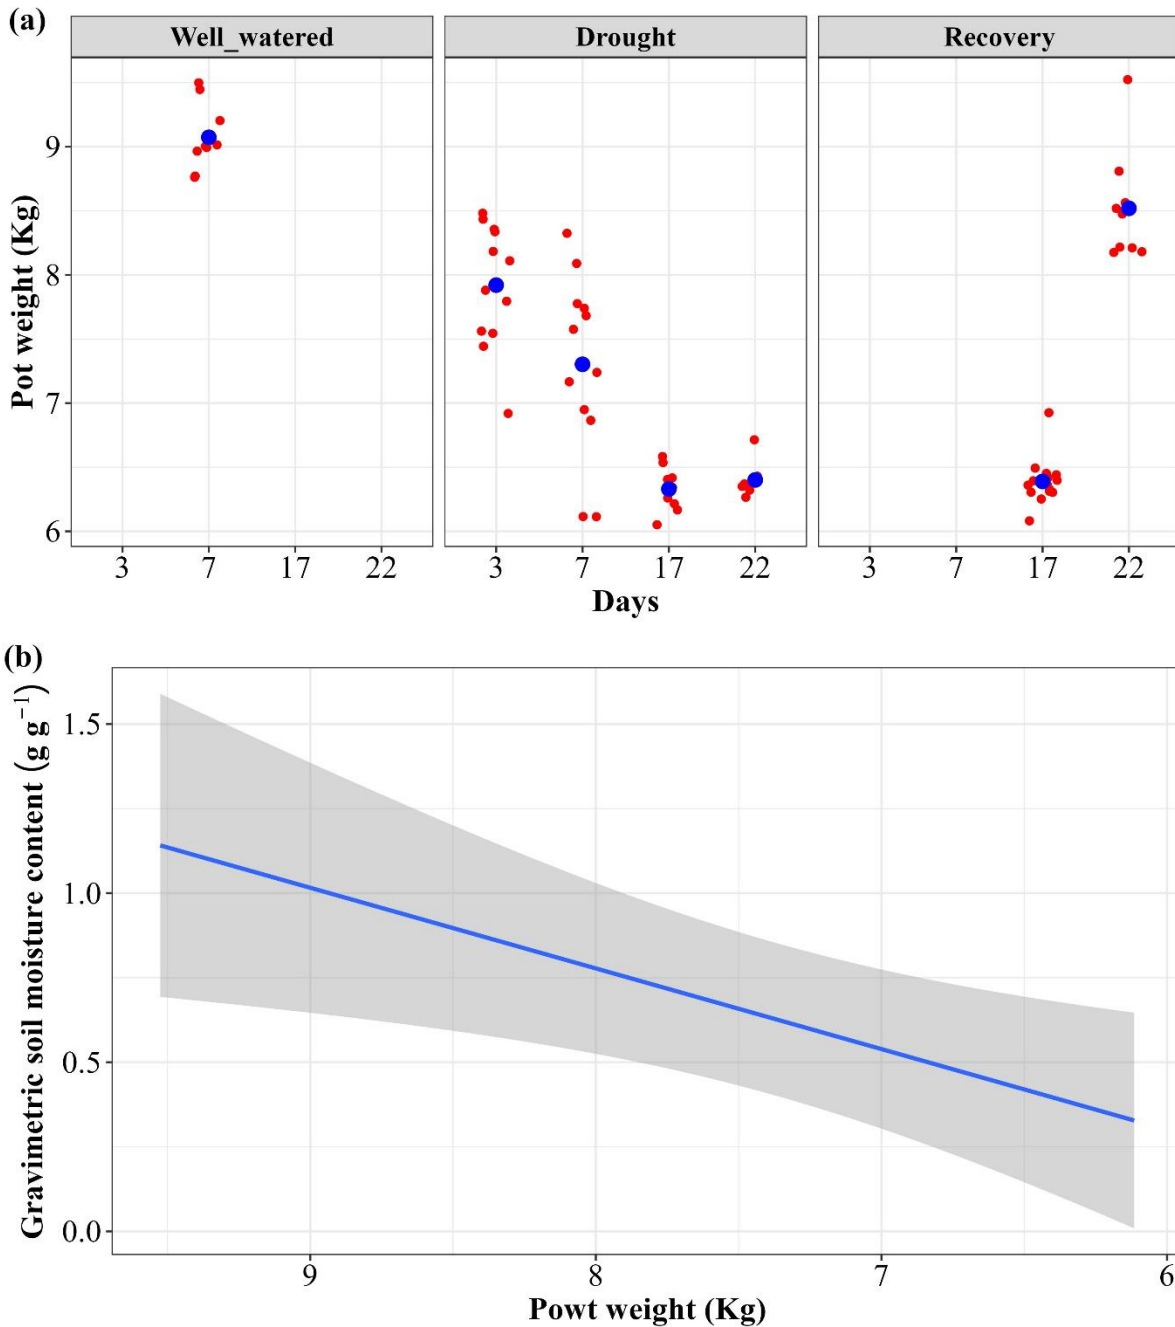 (a)
Well_watered Drought Recovery
Pot weight (Kg)
9
8
7
6
3 7 17 22 3 7 17 22 3 7 17 22
Days
(b)
Gravimetric soil moisture content (g g⁻¹)
1.5
1.0
0.5
0.0
9 8 7 6
Powt weight (Kg)